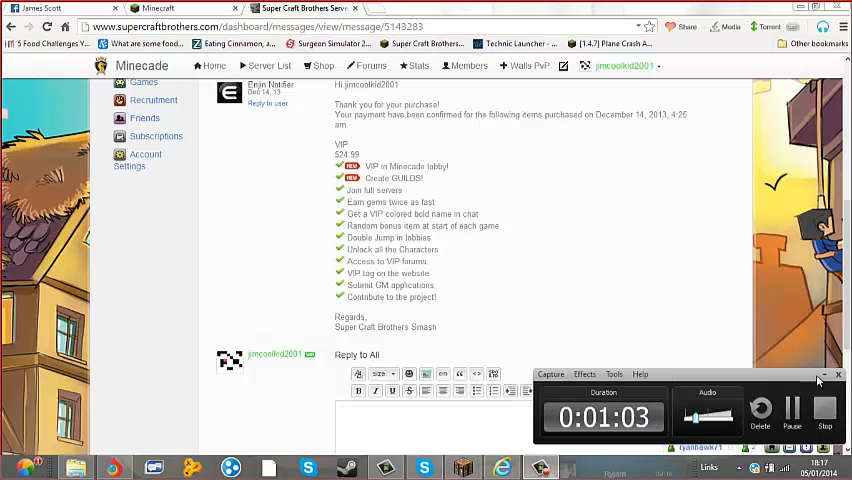 James Scott
Minecraft
Super Craft Brothers Serve
www.supercraftbrothers.com/dashboard/messages/view/message/5143283
Share
Media
Torrent
5 Food Challenges Y...
What are some food...
Eating Cinnamon, a...
Surgeon Simulator 2...
Super Craft Brothers...
Technic Launcher...
[1.4.7] Plane Crash A...
Other bookmarks
Minecade
Home
Server List
Shop
Forums
Stats
Members
+ Walls PvP
jimcoolkid2001
Games
Recruitment
Friends
Subscriptions
Account
Settings
Enjin Notifier
Dec 14, 13
Reply to user
Hi jimcoolkid2001
Thank you for your purchase!
Your payment have been confirmed for the following items purchased on December 14, 2013, 4:25
am
VIP
$24.99
NEW VIP in Minecade lobby!
NEW Create GUILDS!
Join full servers
Earn gems twice as fast
Get a VIP colored bold name in chat
Random bonus item at start of each game
Double Jump in lobbies
Unlock all the Characters
Access to VIP forums
VIP tag on the website
Submit GM applications
Contribute to the project!
Regards,
Super Craft Brothers Smash
jimcoolkid2001 VIP
Reply to All
size
B I U S
Capture Effects Tools Help
Duration
0:01:03
Audio
Delete
Pause
Stop
ryanhawk71
2
Ryjam
Links
18:17
05/01/2014